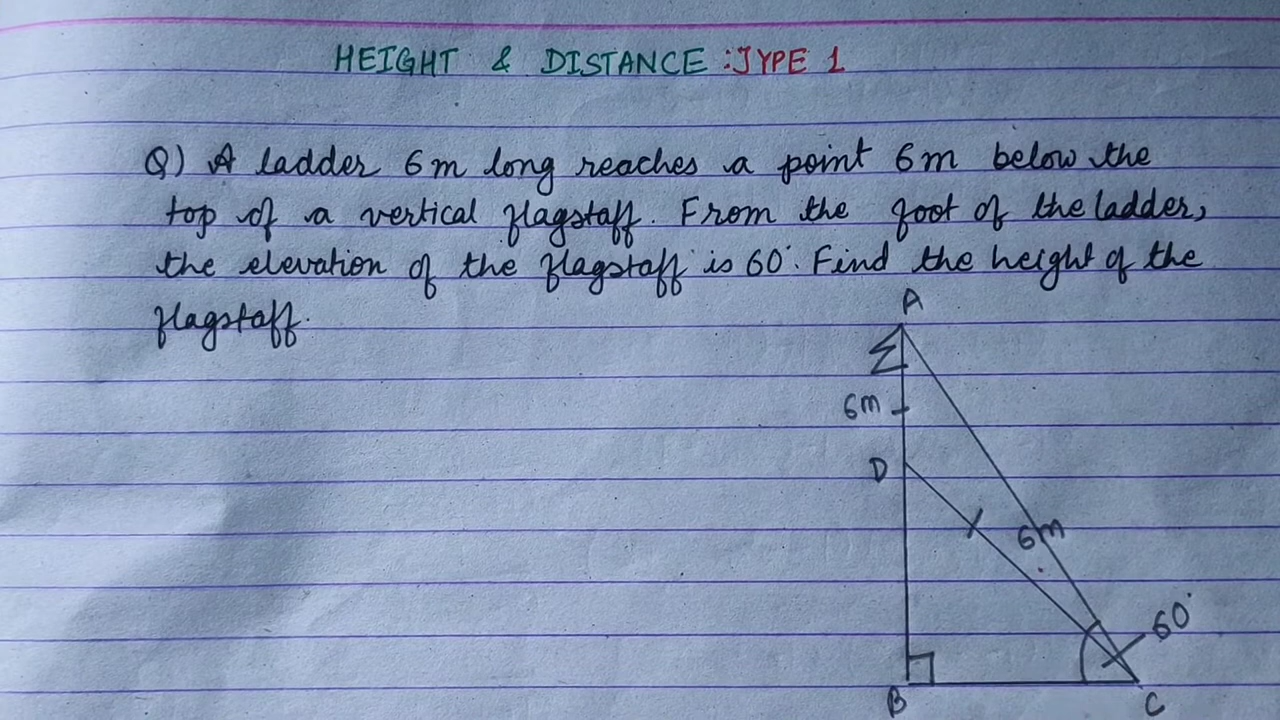 HEIGHT & DISTANCE : TYPE 1
Q) A ladder 6m long reaches a point 6m below the
top of a vertical flagstaff. From the foot of the ladder,
the elevation of the flagstaff is 60°. Find the height of the
flagstaff.
A
6m
D
6m
60°
B
C